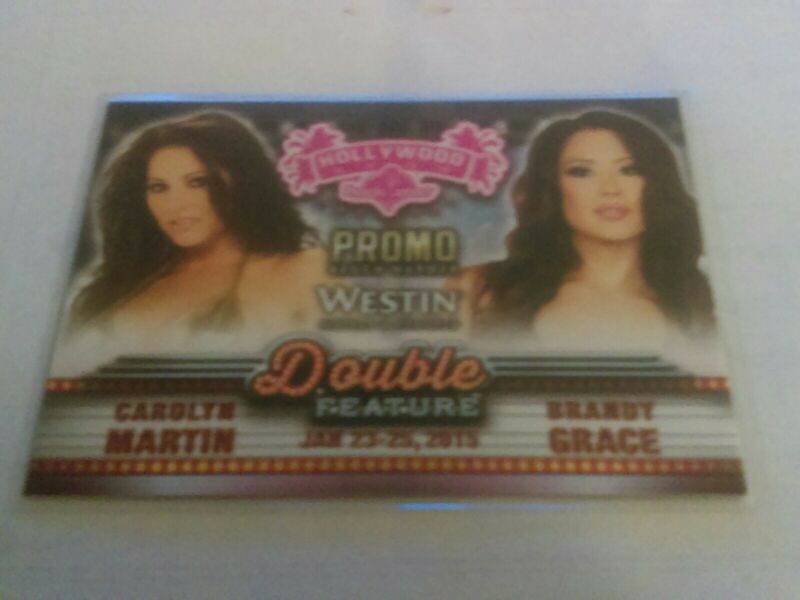 HOLLYWOOD
PROMO
WESTIN
Double
FEATURE
CAROLYN
MARTIN
JAN 23-25, 2015
BRANDY
GRACE